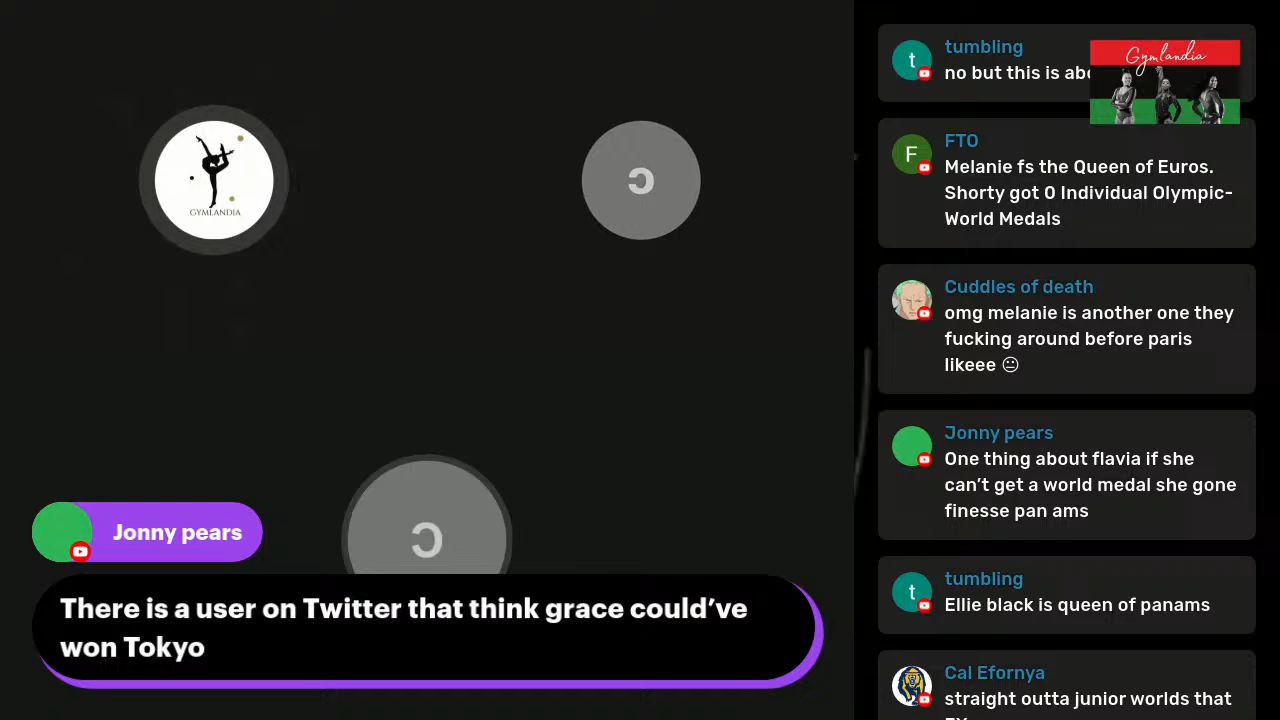 GYMLANDIA
ɔ
ɔ
Jonny pears
There is a user on Twitter that think grace could've
won Tokyo
t
tumbling
no but this is
Gymlandia
F
FTO
Melanie fs the Queen of Euros.
Shorty got 0 Individual Olympic-
World Medals
Cuddles of death
omg melanie is another one they
fucking around before paris
likeee 😐
Jonny pears
One thing about flavia if she
can't get a world medal she gone
finesse pan ams
t
tumbling
Ellie black is queen of panams
Cal Efornya
straight outta junior worlds that